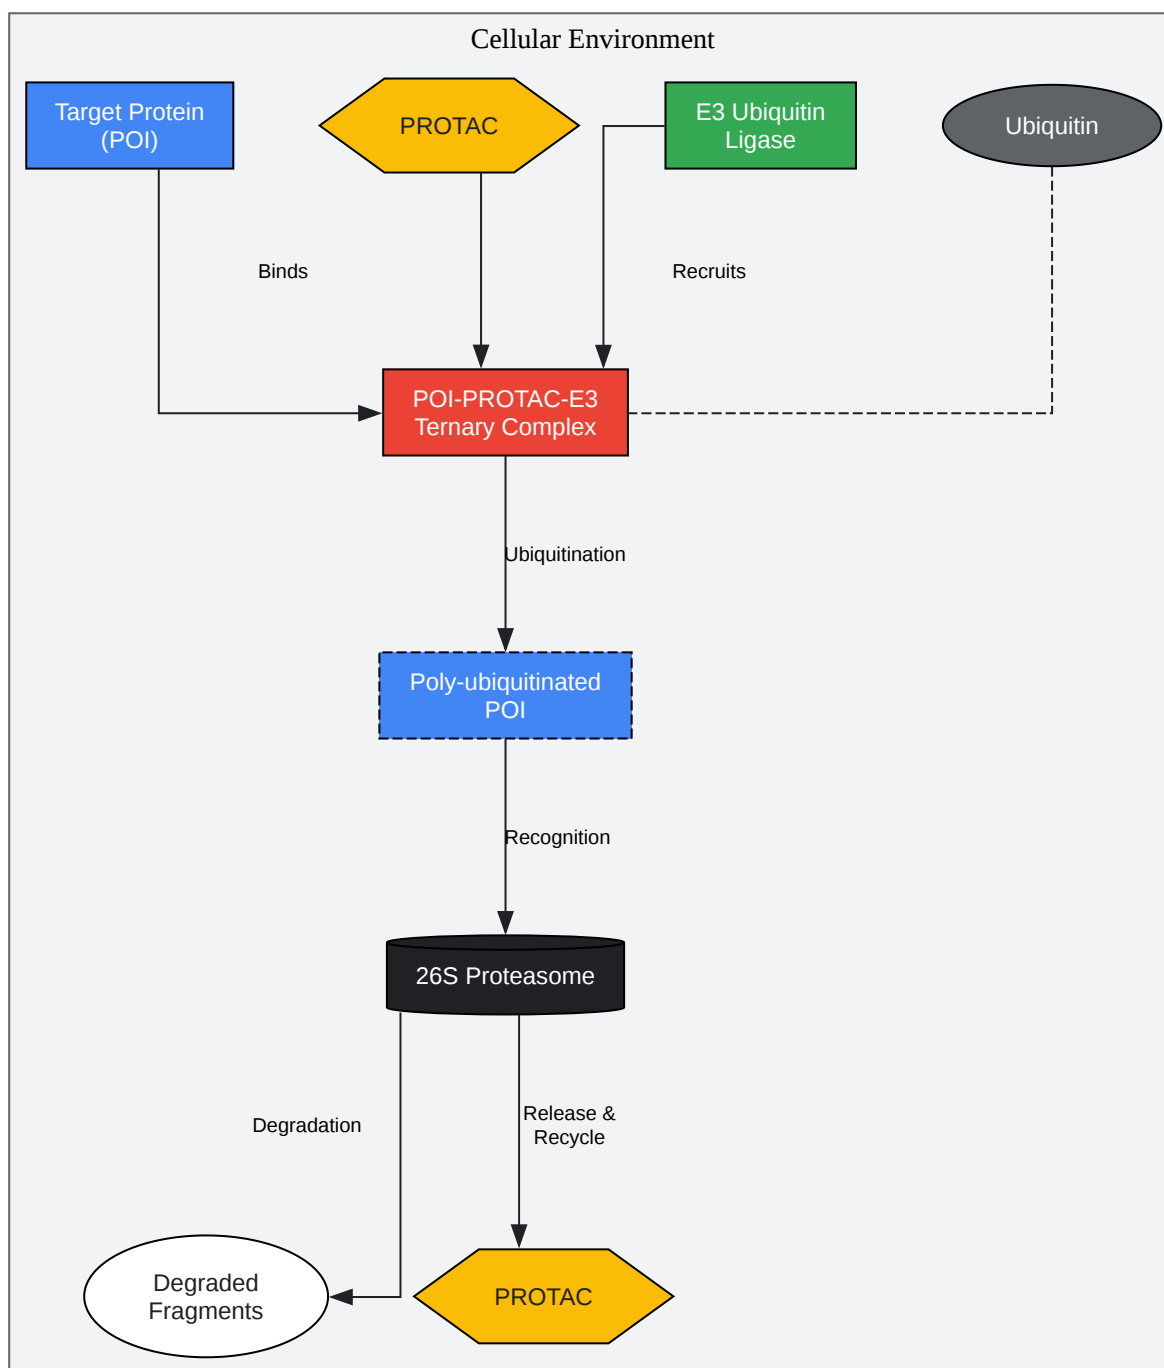 Cellular Environment
Target Protein
(POI)
PROTAC
E3 Ubiquitin
Ligase
Ubiquitin
Binds
Recruits
POI-PROTAC-E3
Ternary Complex
Ubiquitination
Poly-ubiquitinated
POI
Recognition
26S Proteasome
Degradation
Release &
Recycle
Degraded
Fragments
PROTAC